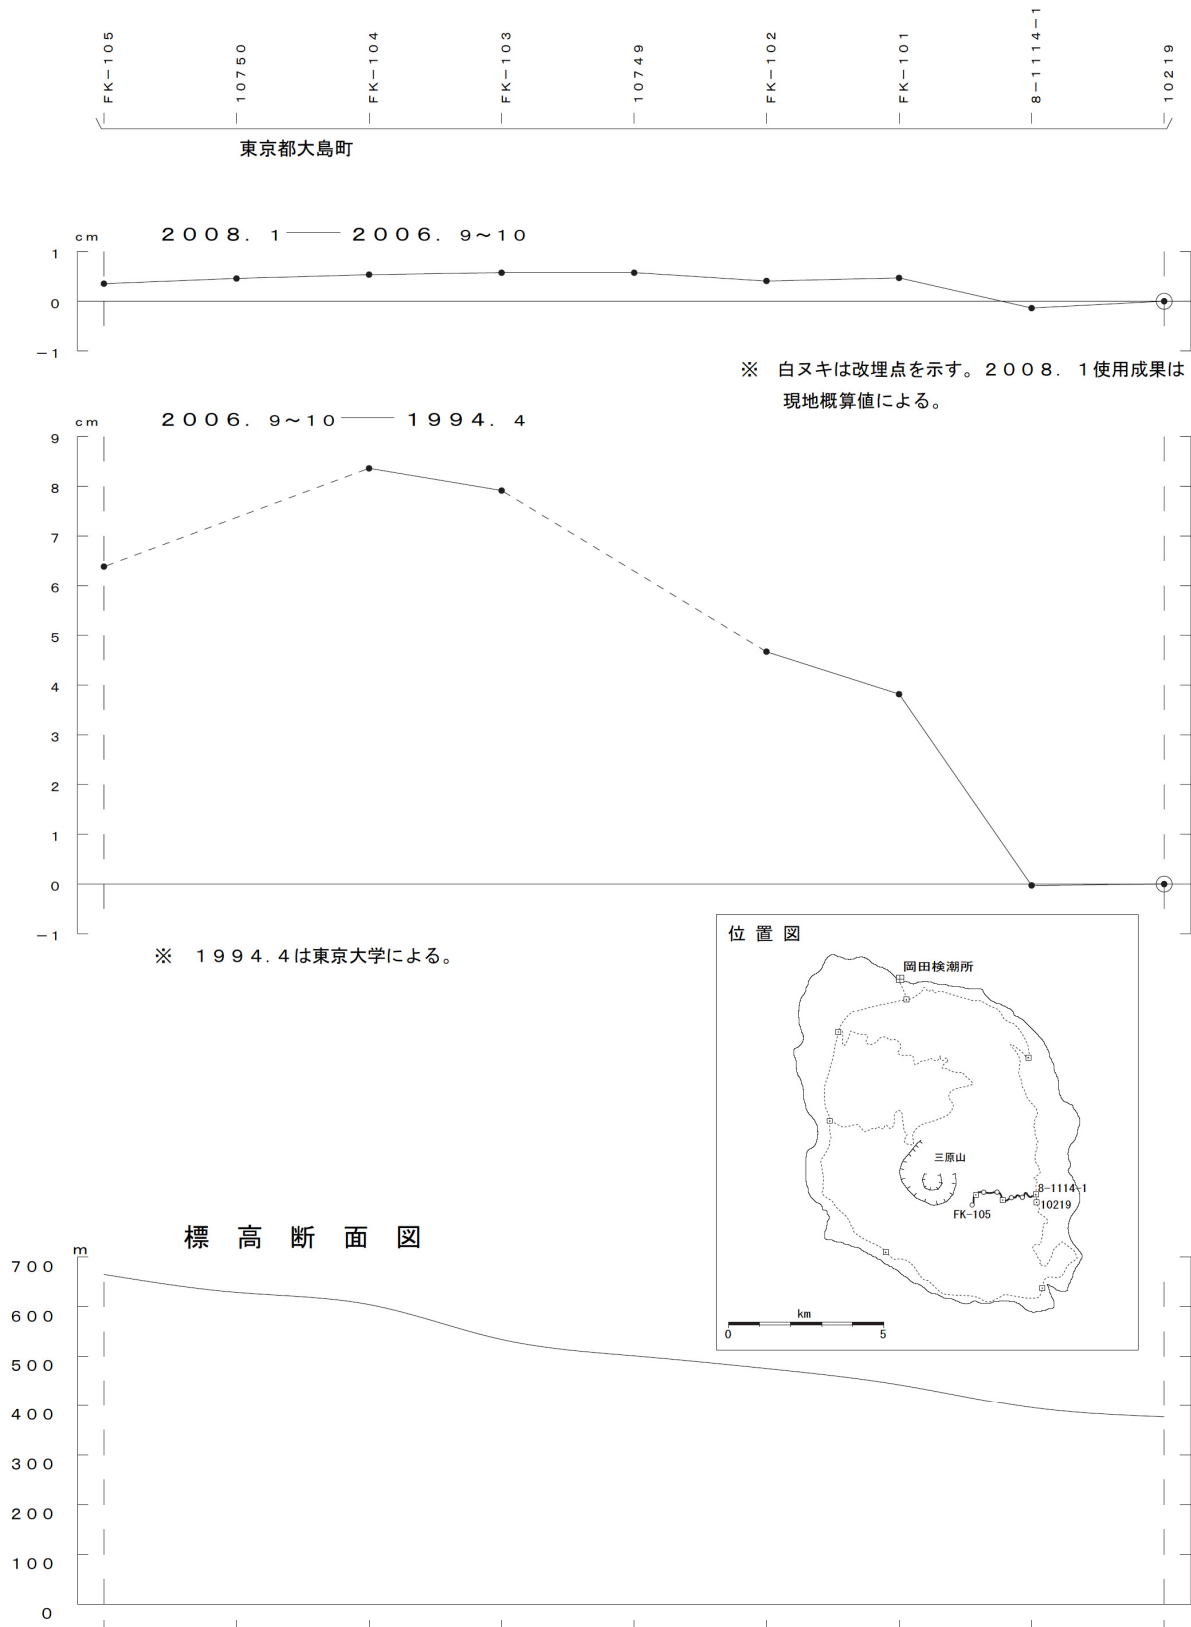 FK－105
10750
FK－104
FK－103
10749
FK－102
FK－101
8－1114－1
10219
東京都大島町
cm
２００８. 1 ―― ２００６. 9～10
1
0
－1
※　白ヌキは改埋点を示す。２００８. １使用成果は
現地概算値による。
cm
２００６. 9～10 ―― １９９４. 4
9
8
7
6
5
4
3
2
1
0
－1
※　１９９４.４は東京大学による。
位 置 図
岡田検潮所
三原山
8-1114-1
10219
FK-105
km
0 5
標 高 断 面 図
m
700
600
500
400
300
200
100
0